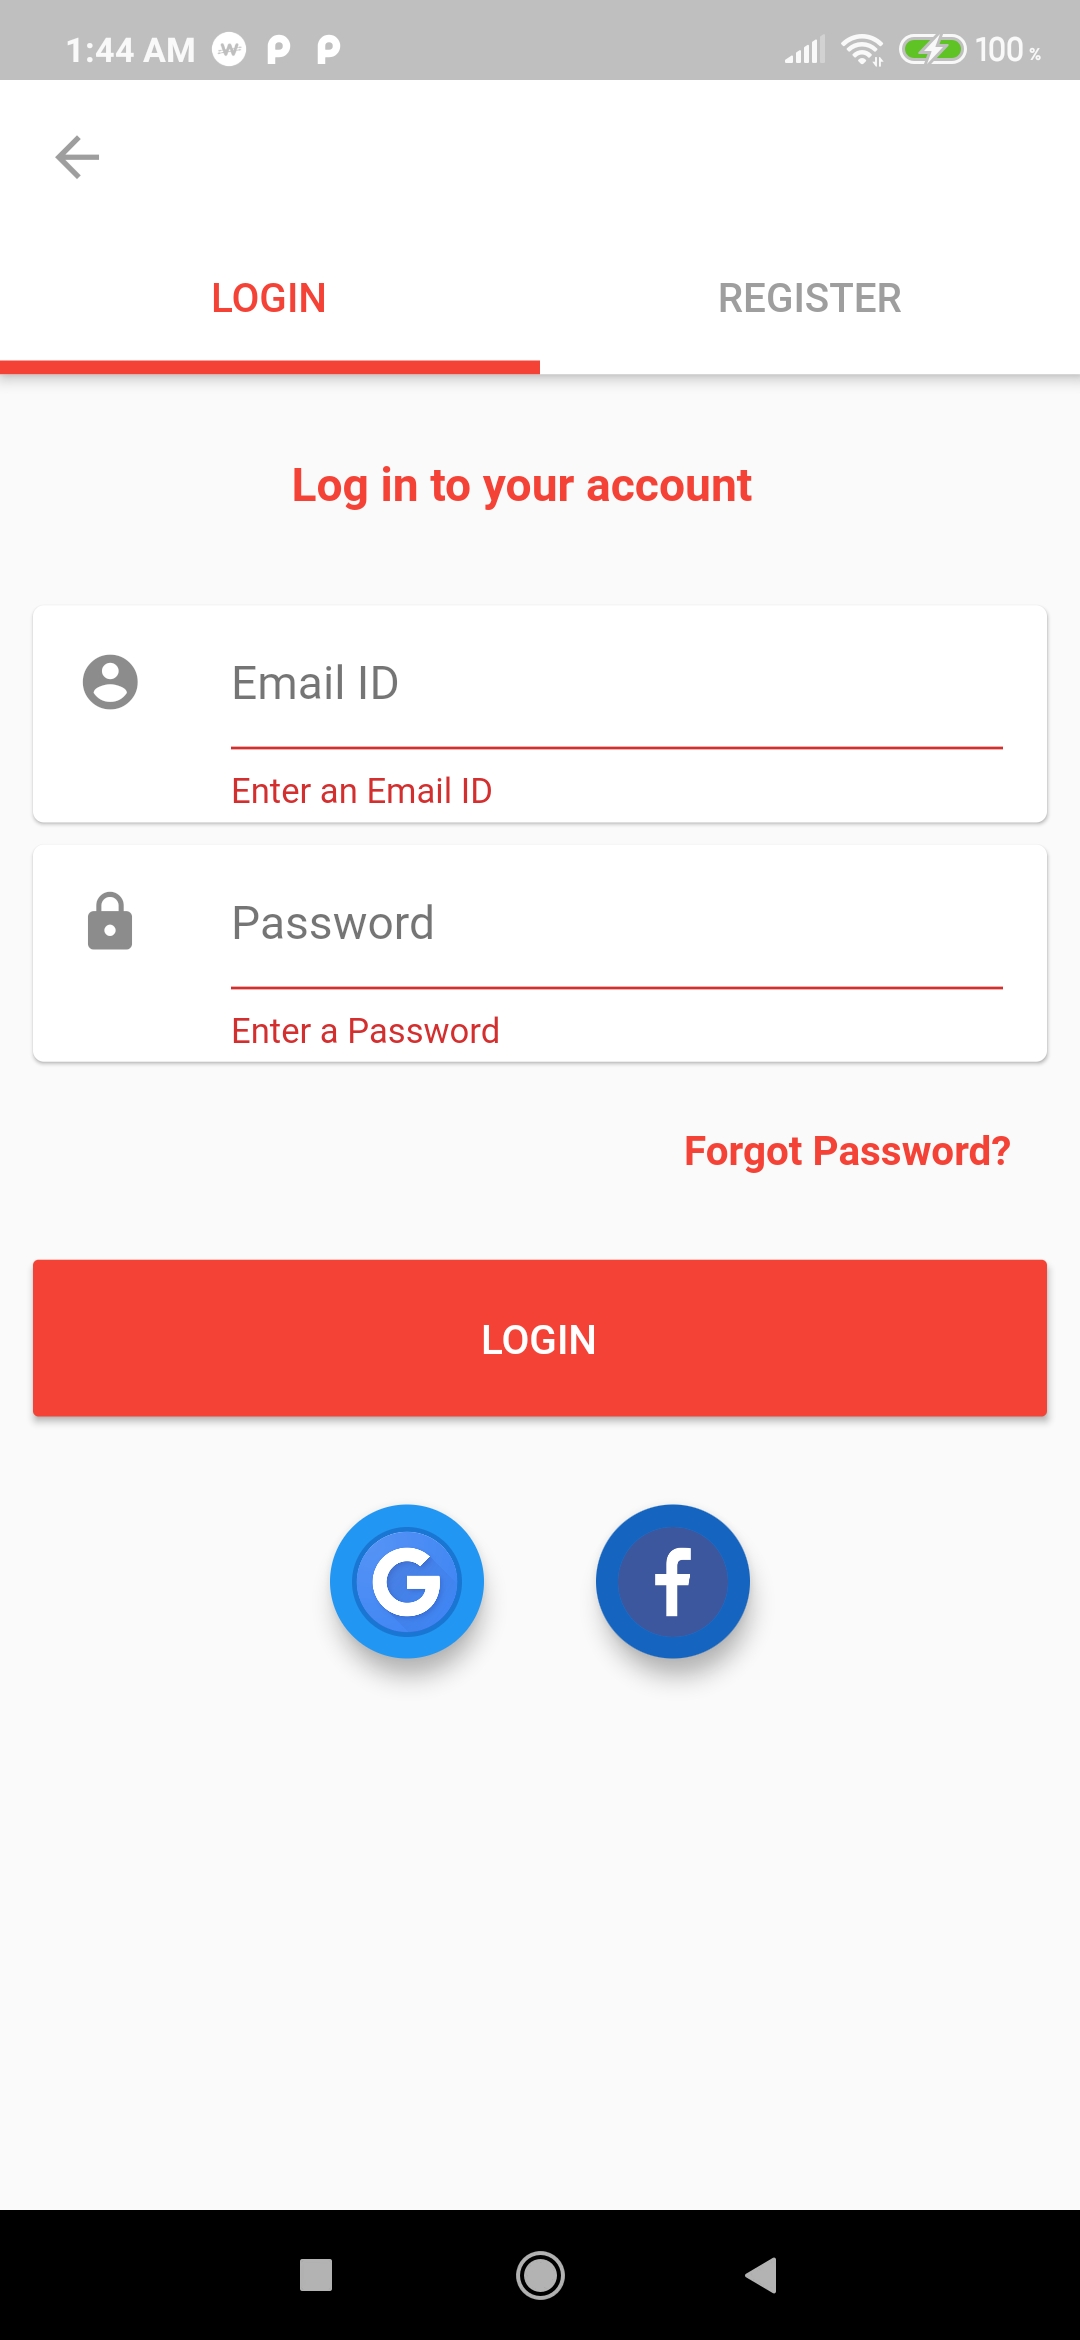 1:44 AM 100 %
LOGIN REGISTER
Log in to your account
Email ID
Enter an Email ID
Password
Enter a Password
Forgot Password?
LOGIN
G f